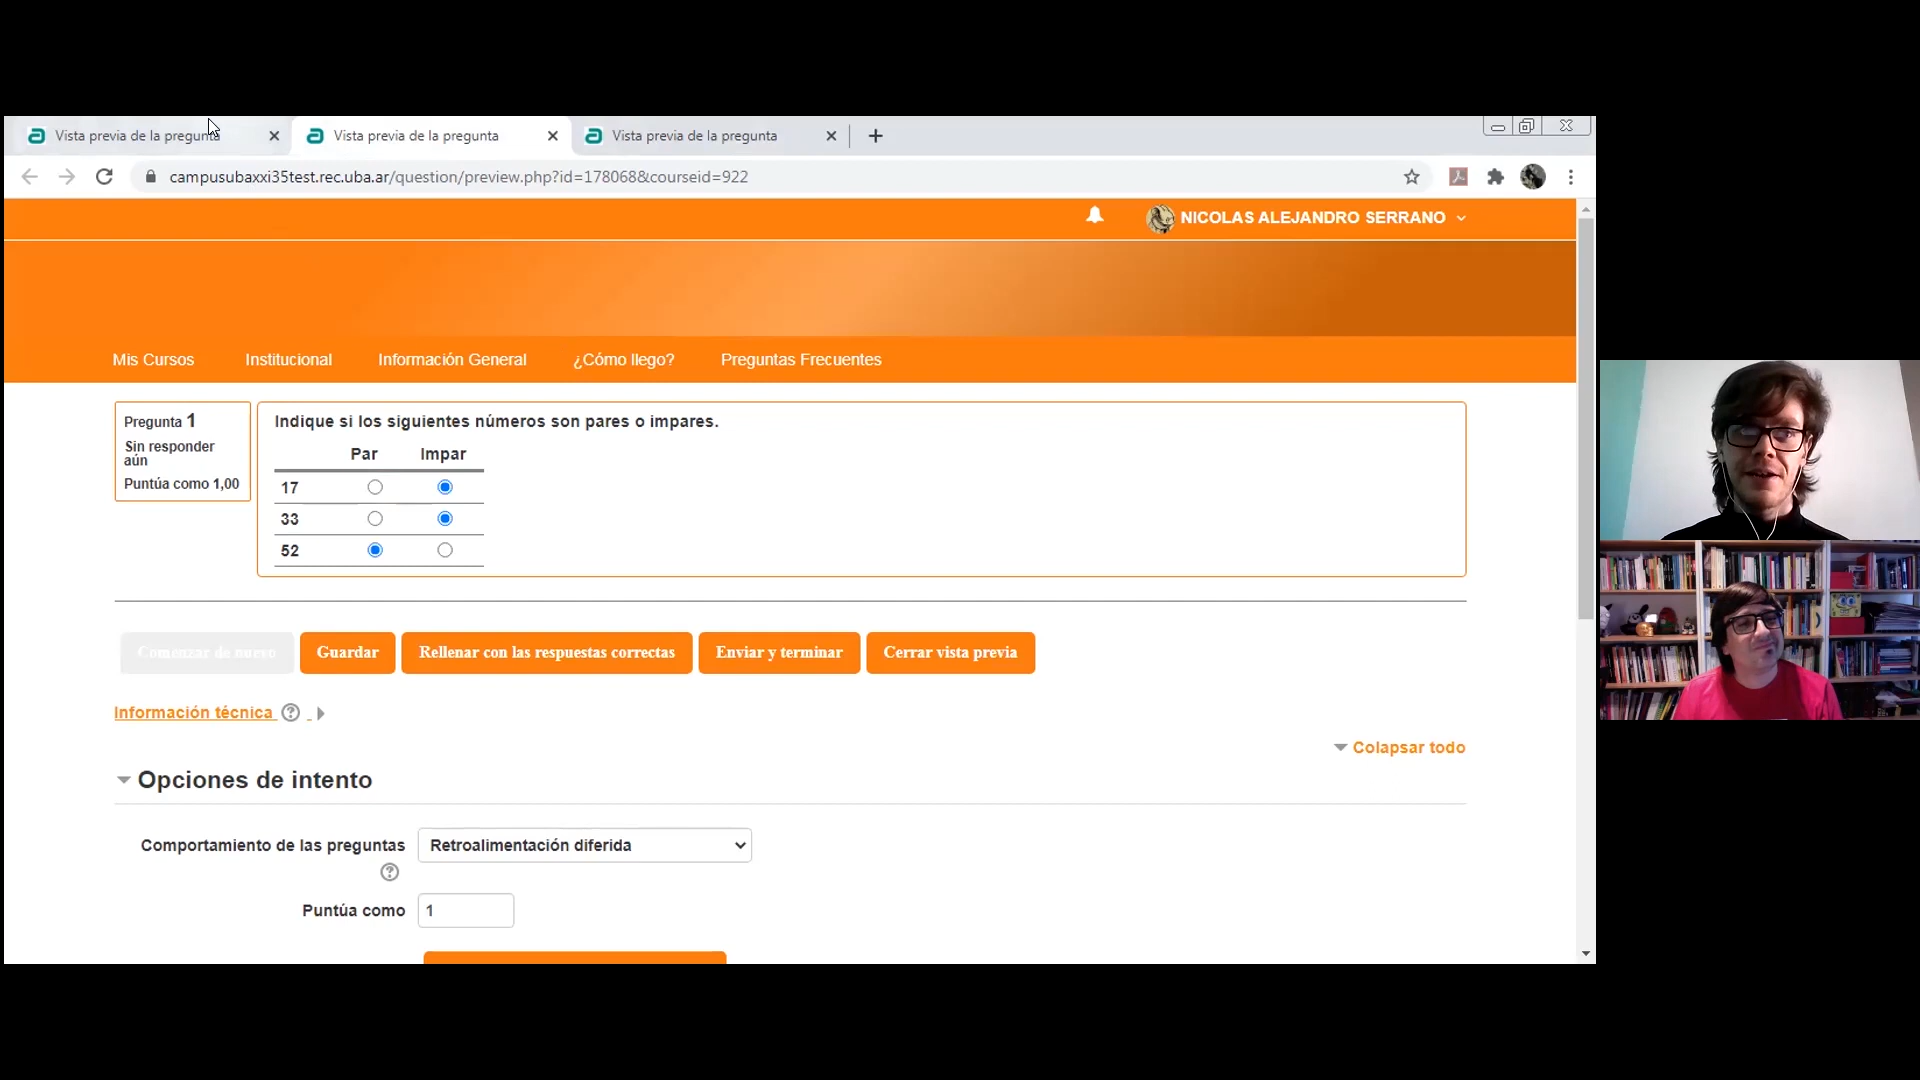 Vista previa de la pregunta
Vista previa de la pregunta
Vista previa de la pregunta
campusubaxxi35test.rec.uba.ar/question/preview.php?id=178068&courseid=922
NICOLAS ALEJANDRO SERRANO
Mis Cursos Institucional Información General ¿Cómo llego? Preguntas Frecuentes
Pregunta 1
Sin responder
aún
Puntúa como 1,00
Indique si los siguientes números son pares o impares.
Par Impar
17
33
52
Comenzar de nuevo Guardar Rellenar con las respuestas correctas Enviar y terminar Cerrar vista previa
Información técnica
Colapsar todo
Opciones de intento
Comportamiento de las preguntas Retroalimentación diferida
Puntúa como 1